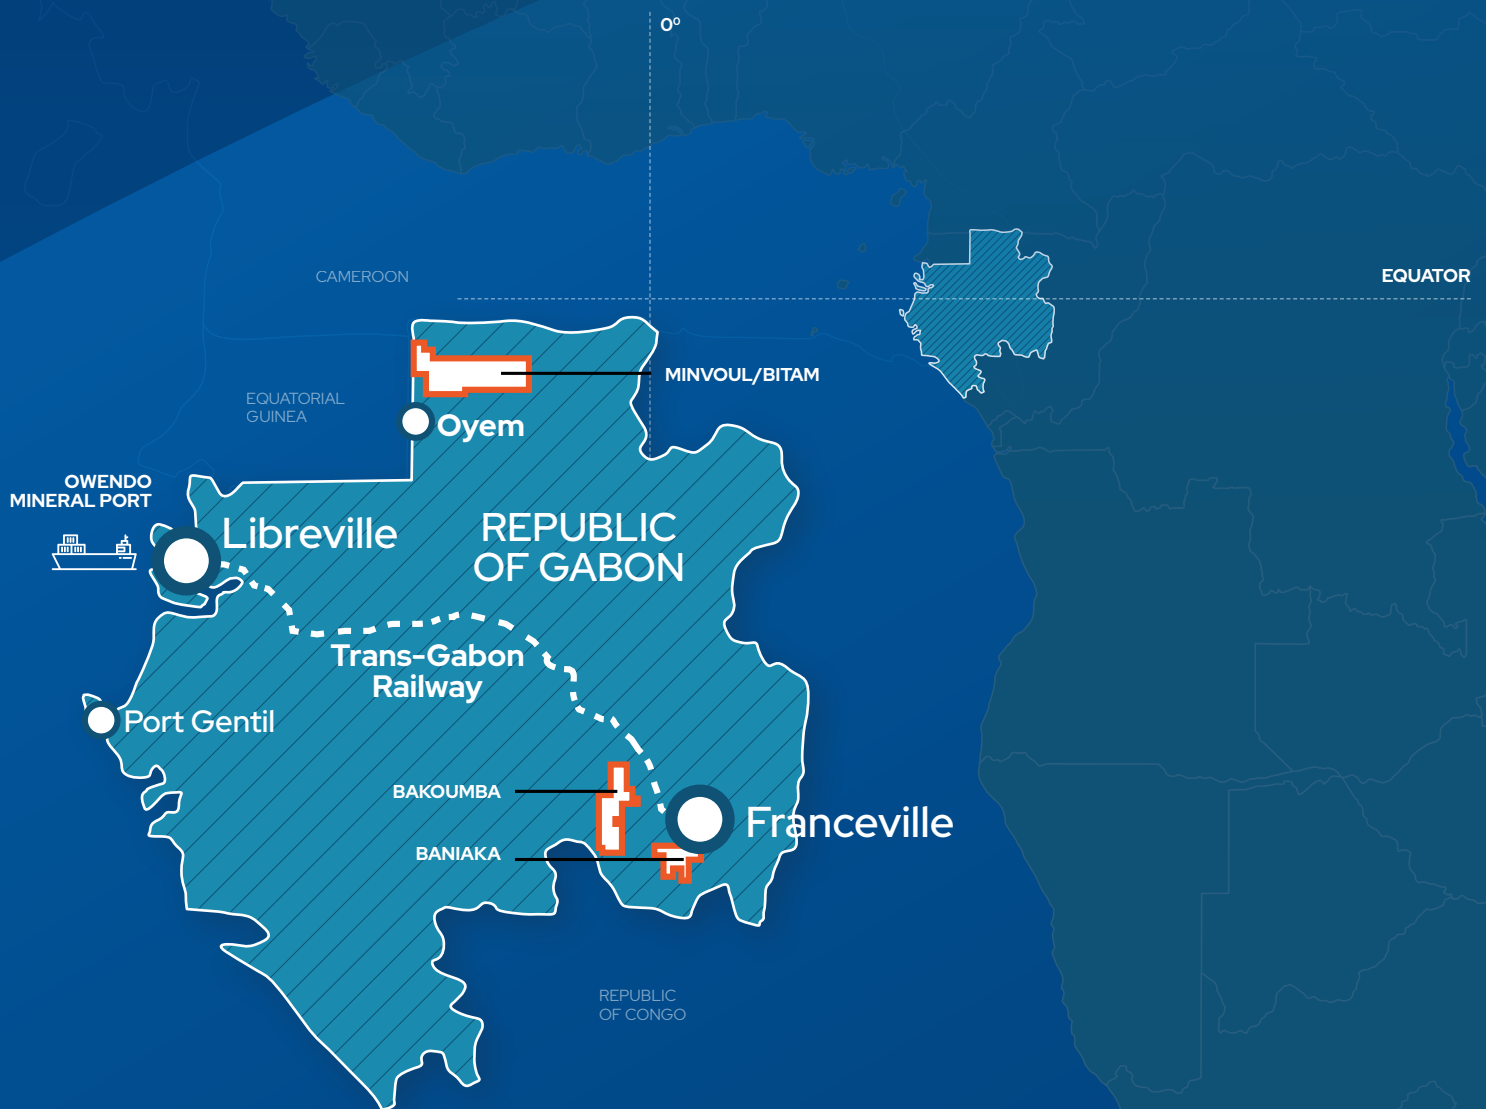 0º
CAMEROON
EQUATOR
MINVOUL/BITAM
EQUATORIAL
GUINEA
Oyem
OWENDO
MINERAL PORT
Libreville
REPUBLIC
OF GABON
Trans-Gabon
Railway
Port Gentil
BAKOUMBA
Franceville
BANIAKA
REPUBLIC
OF CONGO